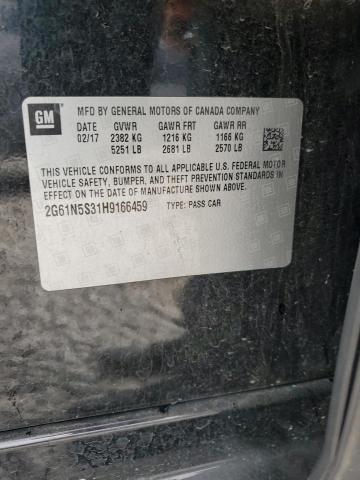 GM
MFD BY GENERAL MOTORS OF CANADA COMPANY
DATE GVWR GAWR FRT GAWR RR
02/17 2382 KG 1216 KG 1166 KG
5251 LB 2681 LB 2570 LB
THIS VEHICLE CONFORMS TO ALL APPLICABLE U.S. FEDERAL MOTOR
VEHICLE SAFETY, BUMPER, AND THEFT PREVENTION STANDARDS IN
EFFECT ON THE DATE OF MANUFACTURE SHOWN ABOVE.
2G61N5S31H9166459 TYPE: PASS CAR